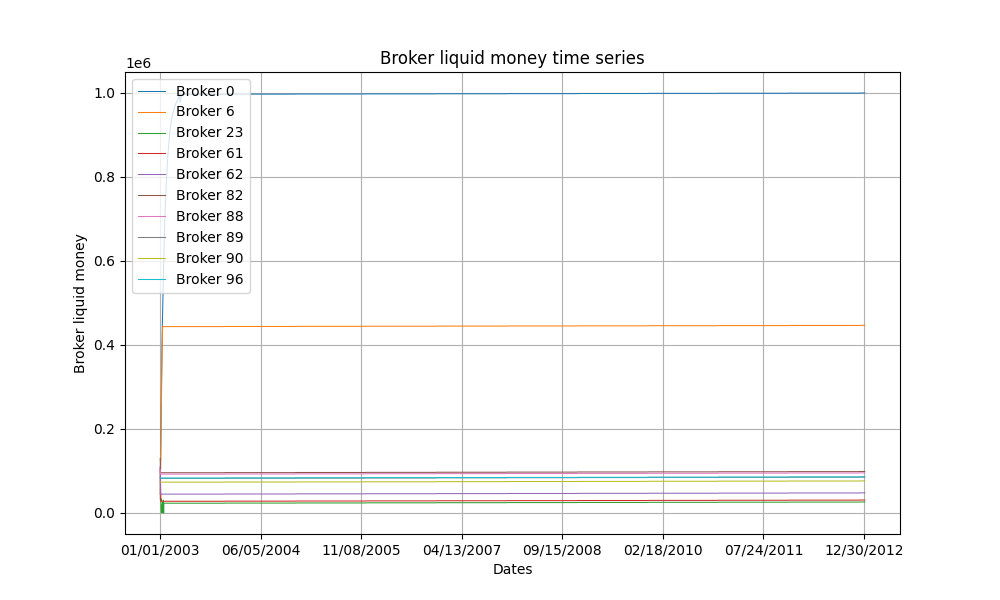 Broker liquid money time series
1e6
1.0
0.8
0.6
0.4
0.2
0.0
Broker liquid money
Broker 0
Broker 6
Broker 23
Broker 61
Broker 62
Broker 82
Broker 88
Broker 89
Broker 90
Broker 96
01/01/2003 06/05/2004 11/08/2005 04/13/2007 09/15/2008 02/18/2010 07/24/2011 12/30/2012
Dates